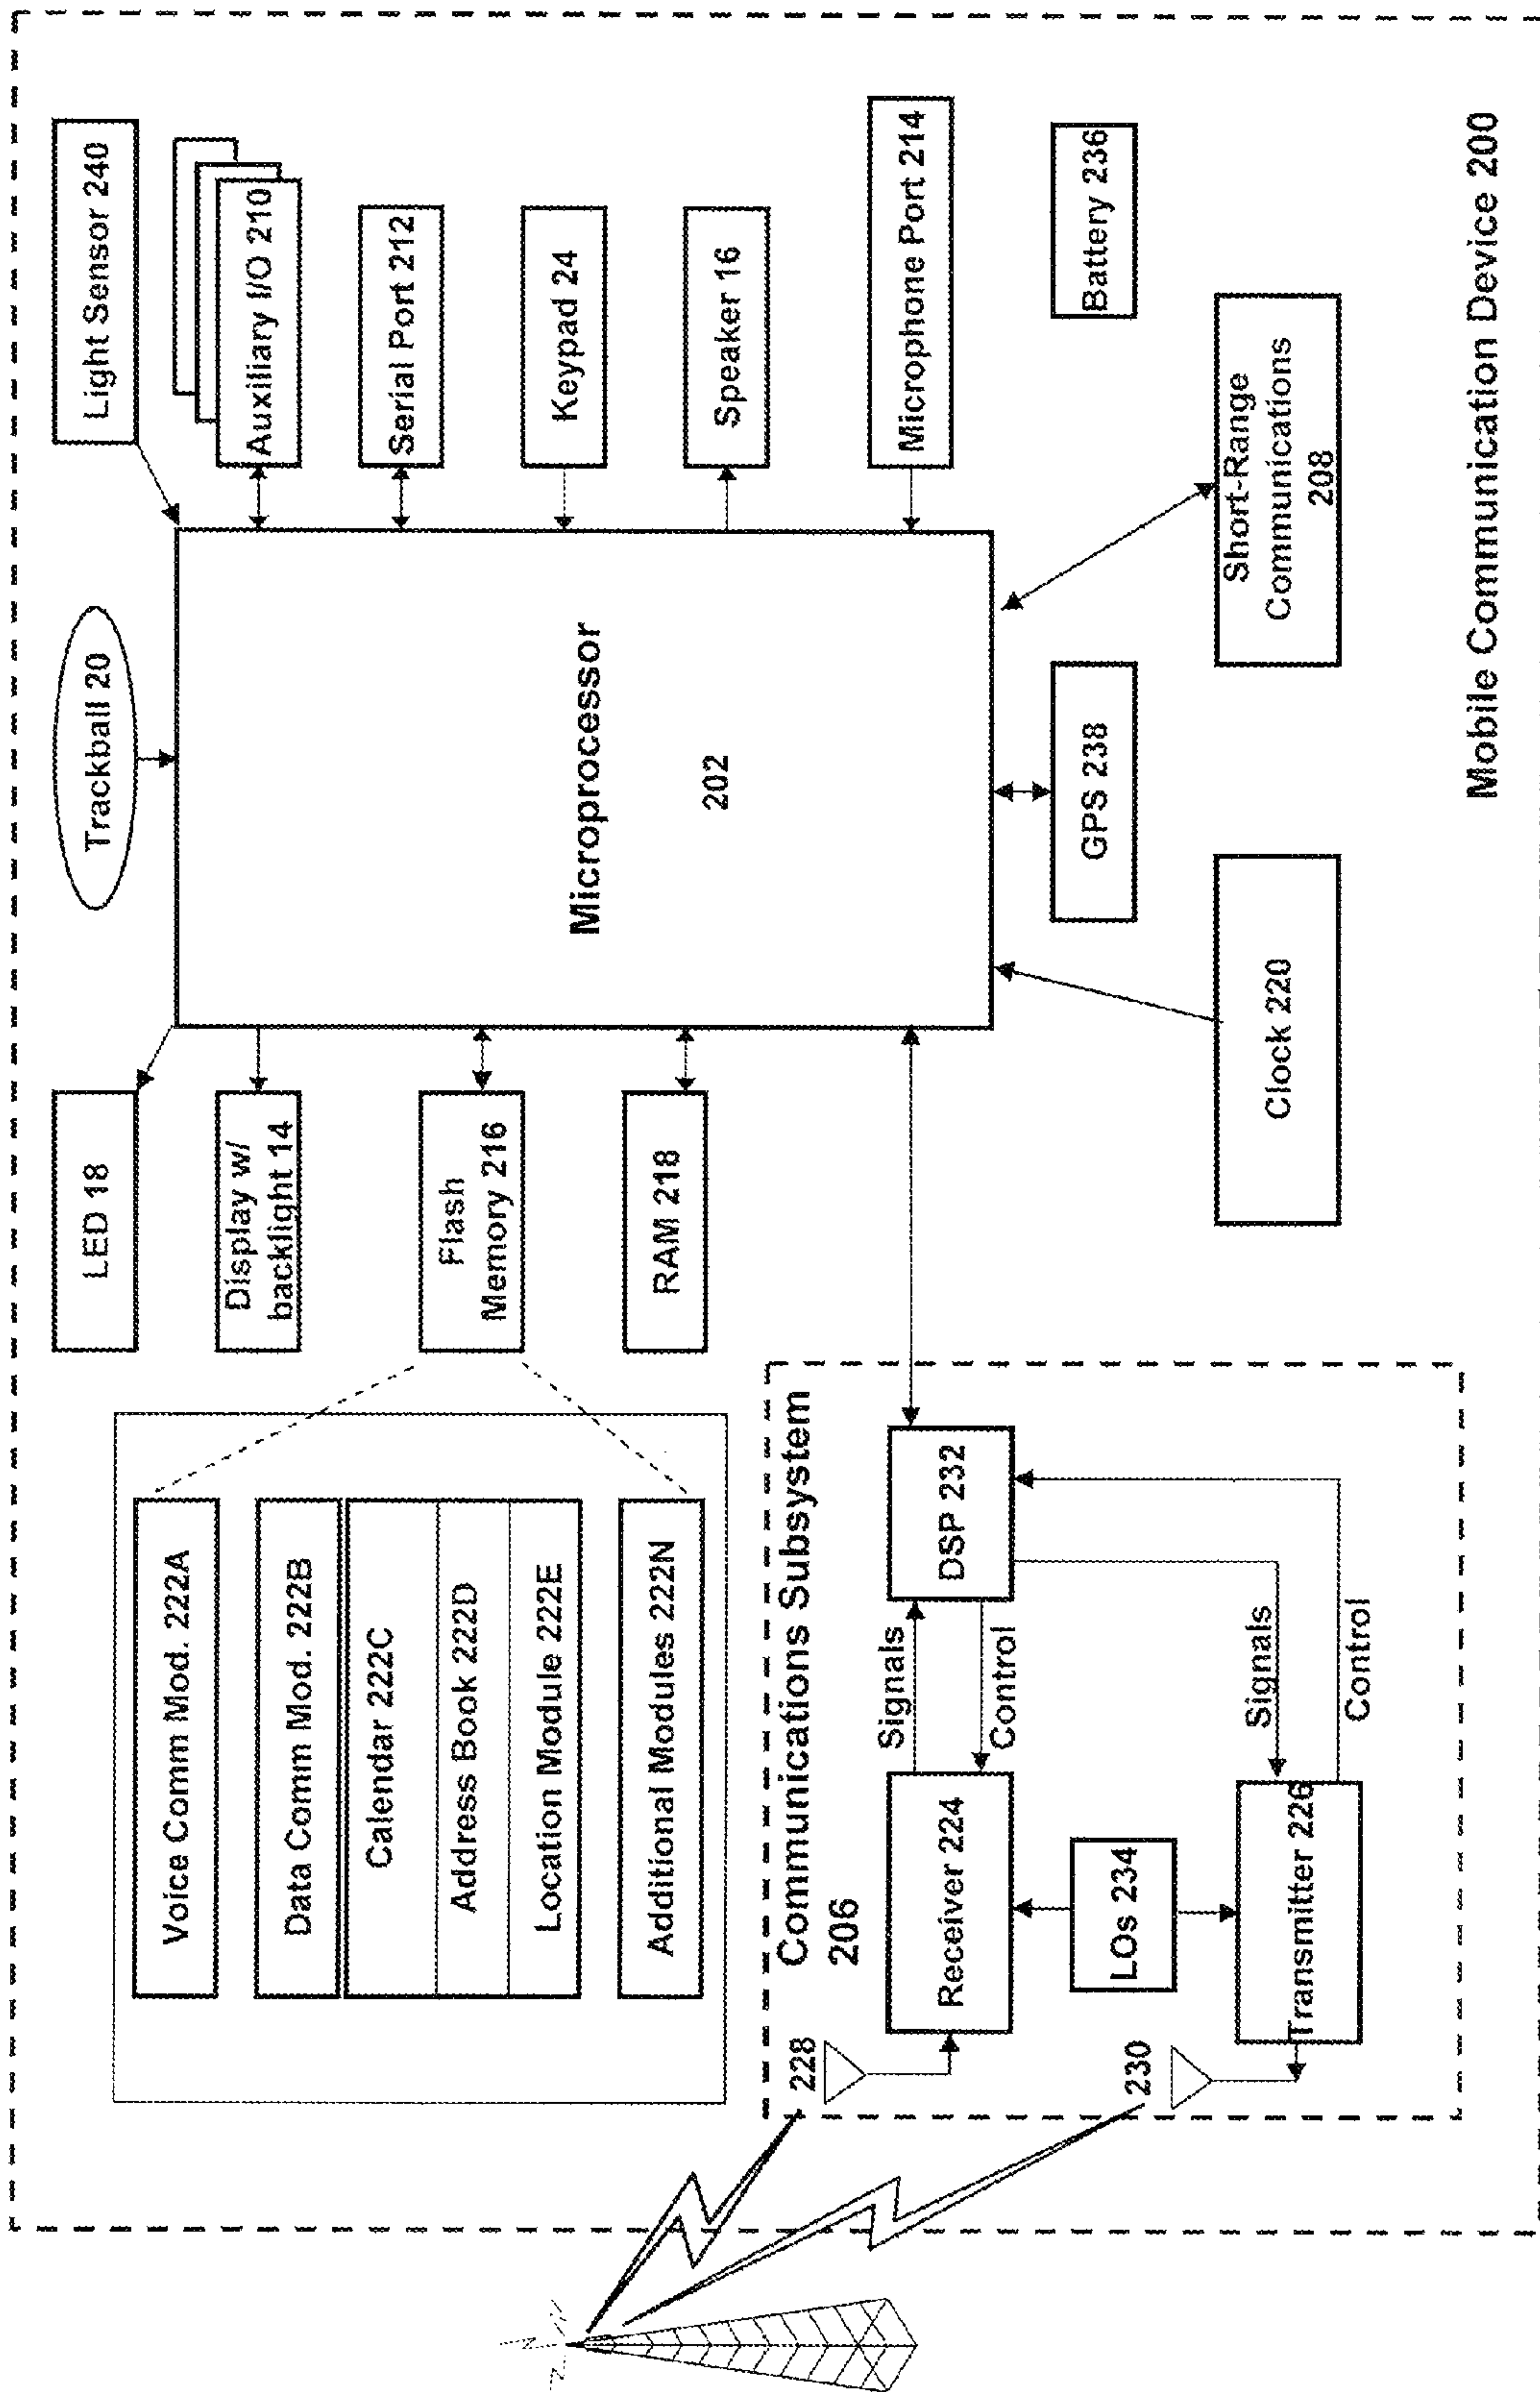 Voice Comm Mod. 222A
Data Comm Mod. 222B
Calendar 222C
Address Book 222D
Location Module 222E
Additional Modules 222N
LED 18
Display w/
backlight 14
Flash
Memory 216
RAM 218
Trackball 20
Microprocessor
202
Light Sensor 240
Auxiliary I/O 210
Serial Port 212
Keypad 24
Speaker 16
Microphone Port 214
Communications Subsystem
206
228
Receiver 224
Signals
Control
DSP 232
LOs 234
230
Transmitter 226
Signals
Control
Clock 220
GPS 238
Short-Range
Communications
208
Battery 236
Mobile Communication Device 200